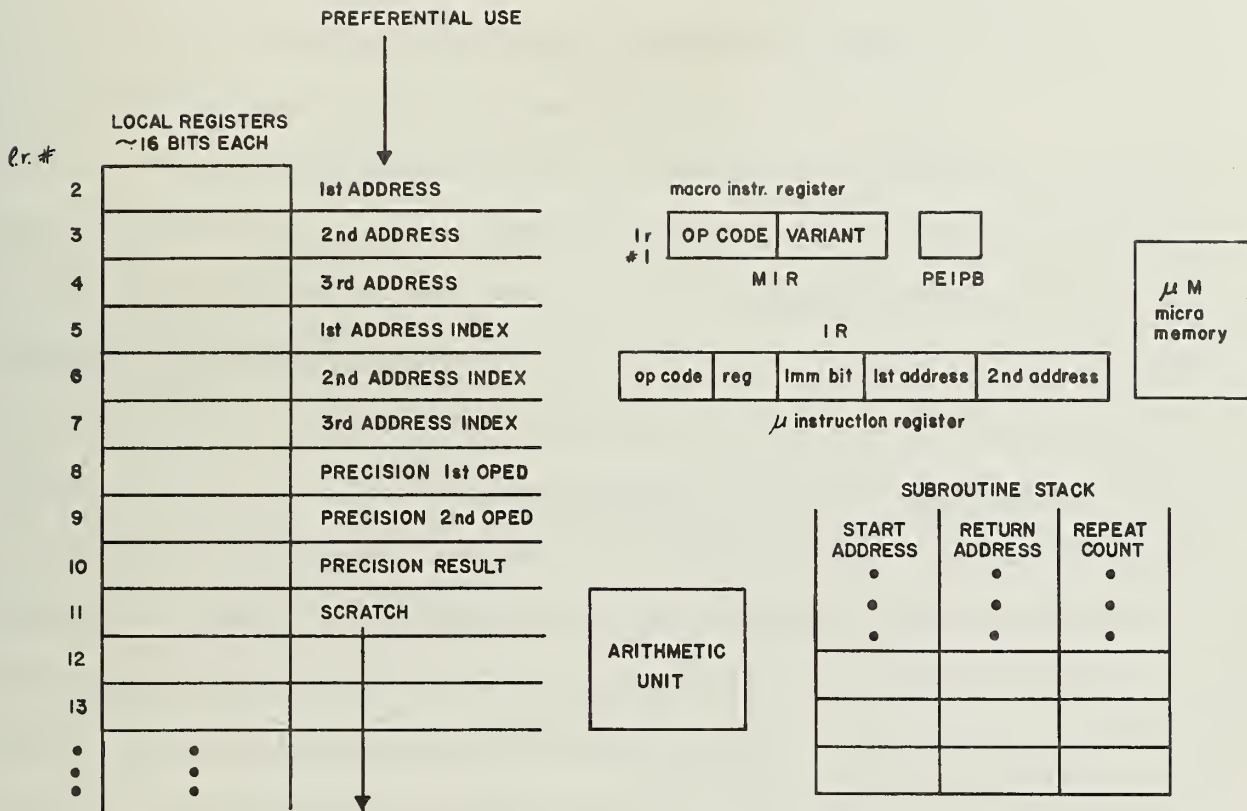 PREFERENTIAL USE
LOCAL REGISTERS
~16 BITS EACH
l.r. #
2 1st ADDRESS
3 2nd ADDRESS
4 3rd ADDRESS
5 1st ADDRESS INDEX
6 2nd ADDRESS INDEX
7 3rd ADDRESS INDEX
8 PRECISION 1st OPED
9 PRECISION 2nd OPED
10 PRECISION RESULT
11 SCRATCH
12
13
macro instr. register
lr
#1
OP CODE VARIANT
MIR PEIPB
IR
op code reg Imm bit 1st address 2nd address
μ instruction register
μ M
micro
memory
ARITHMETIC
UNIT
SUBROUTINE STACK
START RETURN REPEAT
ADDRESS ADDRESS COUNT